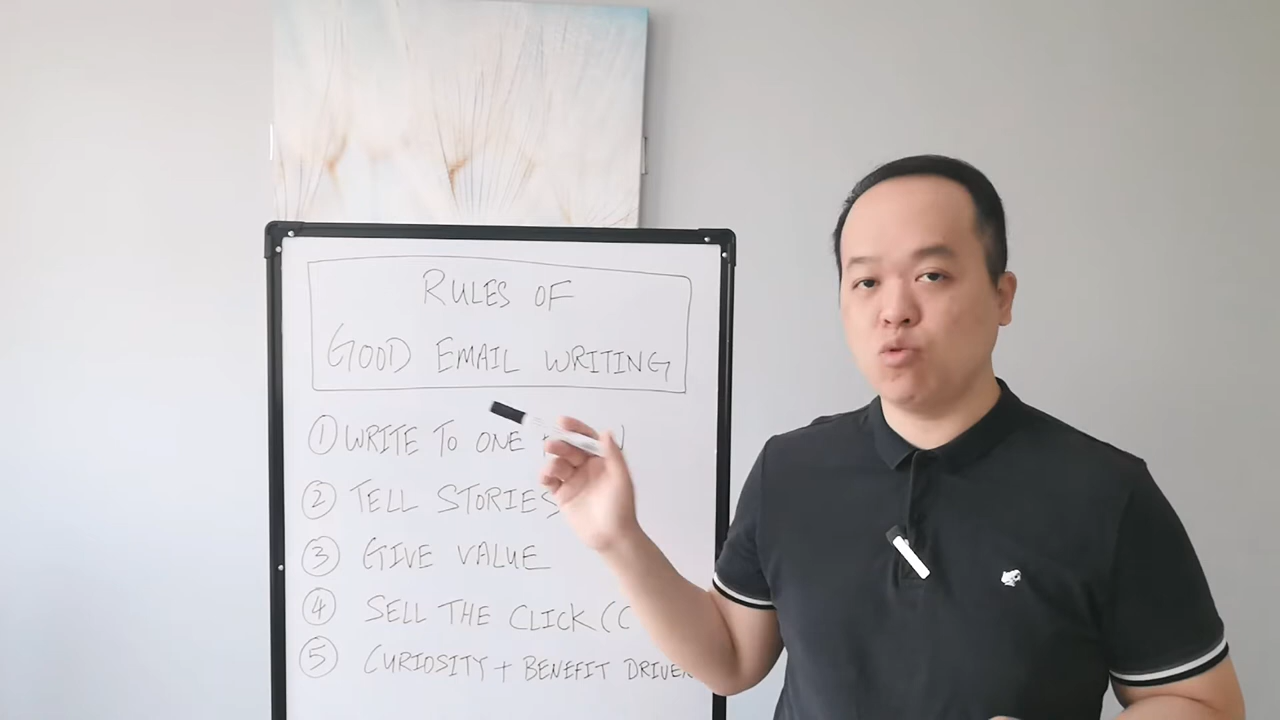 RULES OF
GOOD EMAIL WRITING
① WRITE TO ONE
② TELL STORIES
③ GIVE VALUE
④ SELL THE CLICK (C
⑤ CURIOSITY + BENEFIT DRIVEN